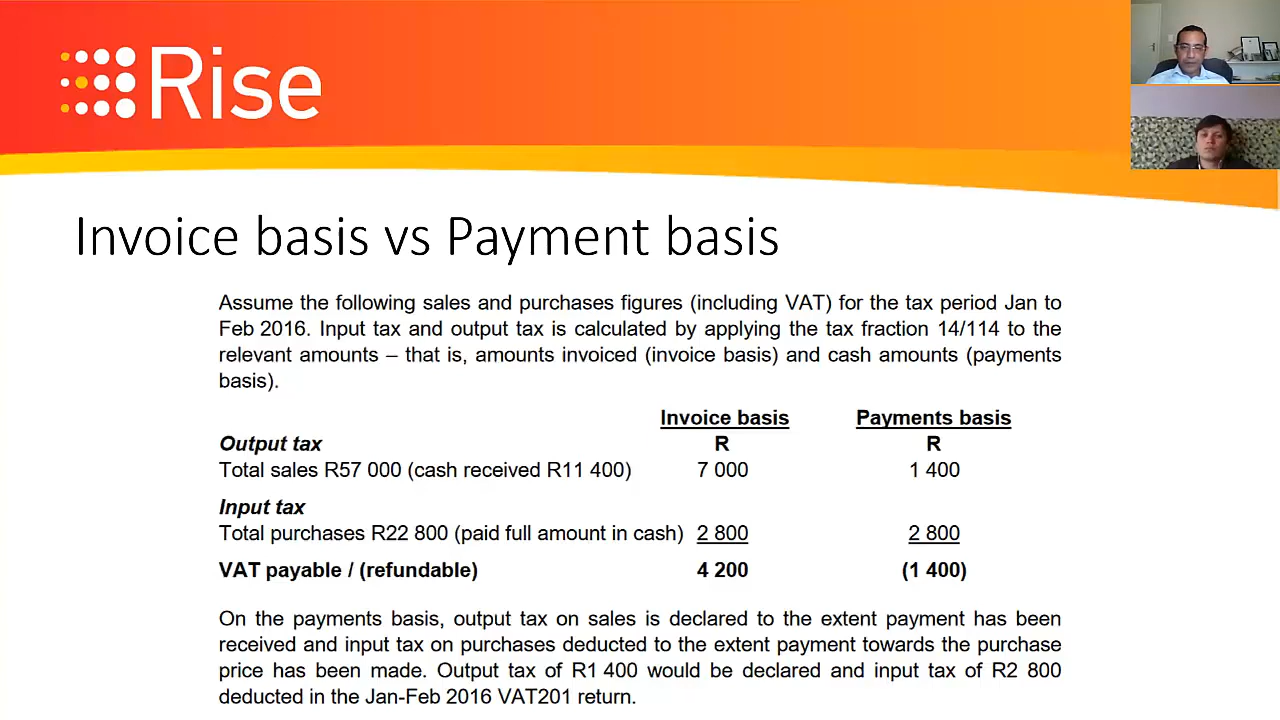 Rise
Invoice basis vs Payment basis
Assume the following sales and purchases figures (including VAT) for the tax period Jan to
Feb 2016. Input tax and output tax is calculated by applying the tax fraction 14/114 to the
relevant amounts – that is, amounts invoiced (invoice basis) and cash amounts (payments
basis).
Invoice basis Payments basis
Output tax R R
Total sales R57 000 (cash received R11 400) 7 000 1 400
Input tax
Total purchases R22 800 (paid full amount in cash) 2 800 2 800
VAT payable / (refundable) 4 200 (1 400)
On the payments basis, output tax on sales is declared to the extent payment has been
received and input tax on purchases deducted to the extent payment towards the purchase
price has been made. Output tax of R1 400 would be declared and input tax of R2 800
deducted in the Jan-Feb 2016 VAT201 return.